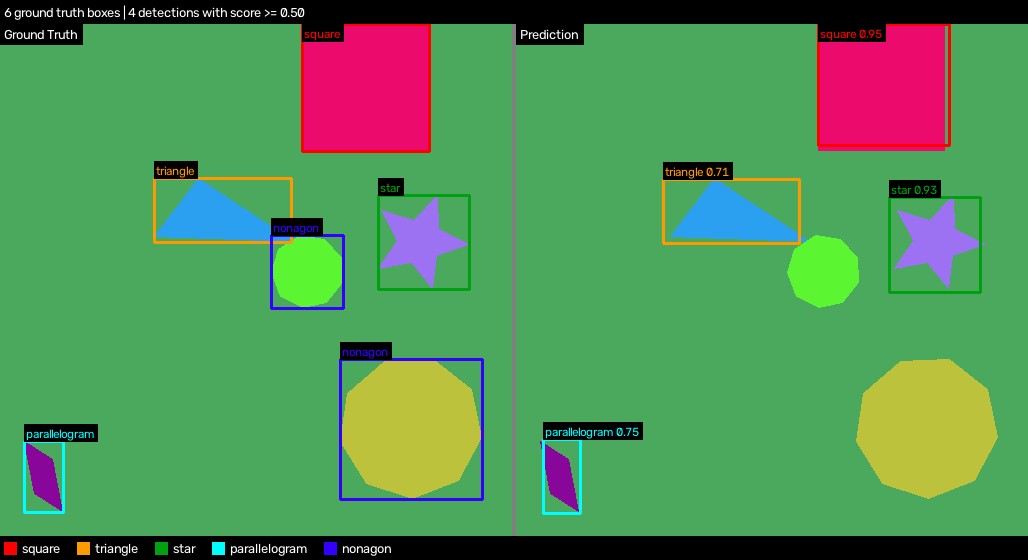 6 ground truth boxes | 4 detections with score >= 0.50
Ground Truth
Prediction
square
square 0.95
triangle
triangle 0.71
star
star 0.93
nonagon
nonagon
parallelogram
parallelogram 0.75
square
triangle
star
parallelogram
nonagon